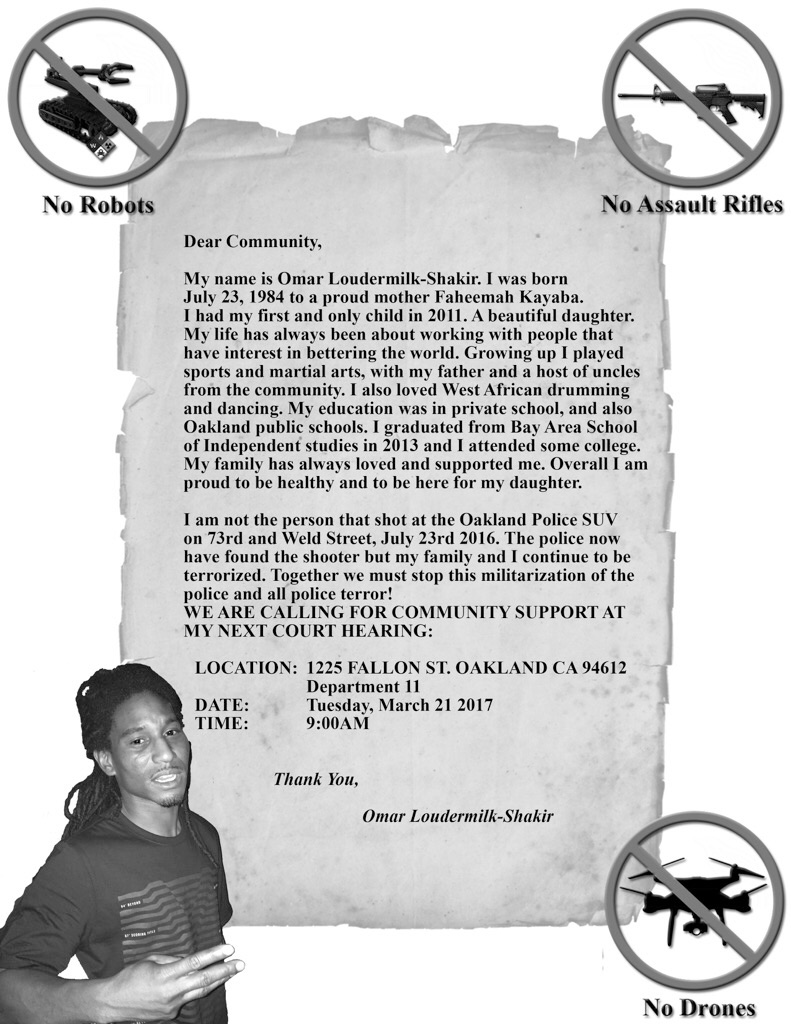 No Robots
No Assault Rifles
Dear Community,
My name is Omar Loudermilk-Shakir. I was born
July 23, 1984 to a proud mother Faheemah Kayaba.
I had my first and only child in 2011. A beautiful daughter.
My life has always been about working with people that
have interest in bettering the world. Growing up I played
sports and martial arts, with my father and a host of uncles
from the community. I also loved West African drumming
and dancing. My education was in private school, and also
Oakland public schools. I graduated from Bay Area School
of Independent studies in 2013 and I attended some college.
My family has always loved and supported me. Overall I am
proud to be healthy and to be here for my daughter.
I am not the person that shot at the Oakland Police SUV
on 73rd and Weld Street, July 23rd 2016. The police now
have found the shooter but my family and I continue to be
terrorized. Together we must stop this militarization of the
police and all police terror!
WE ARE CALLING FOR COMMUNITY SUPPORT AT
MY NEXT COURT HEARING:
LOCATION: 1225 FALLON ST. OAKLAND CA 94612
Department 11
DATE: Tuesday, March 21 2017
TIME: 9:00AM
Thank You,
Omar Loudermilk-Shakir
No Drones